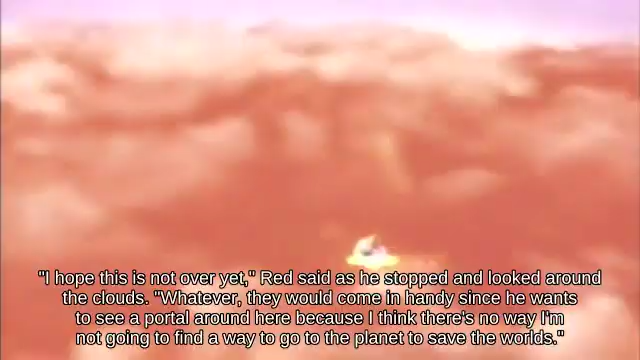 "I hope this is not over yet," Red said as he stopped and looked around
the clouds. "Whatever, they would come in handy since he wants
to see a portal around here because I think there's no way I'm
not going to find a way to go to the planet to save the worlds."